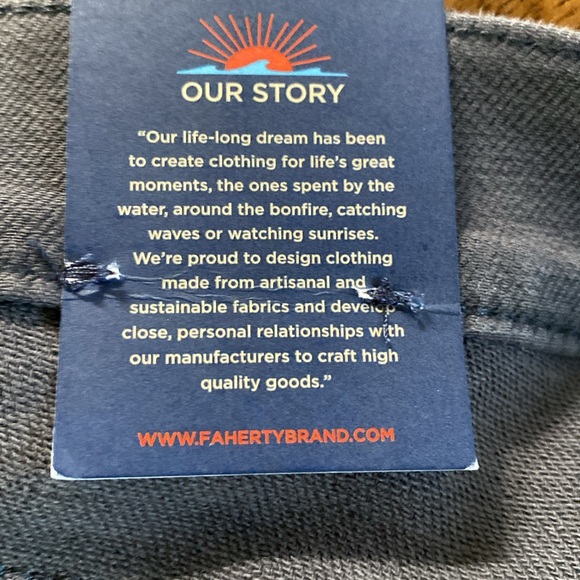 OUR STORY
“Our life-long dream has been
to create clothing for life’s great
moments, the ones spent by the
water, around the bonfire, catching
waves or watching sunrises.
We’re proud to design clothing
made from artisanal and
sustainable fabrics and develop
close, personal relationships with
our manufacturers to craft high
quality goods.”
WWW.FAHERTYBRAND.COM